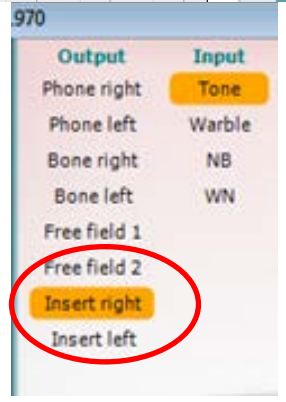 970
Output Input
Phone right Tone
Phone left Warble
Bone right NB
Bone left WN
Free field 1
Free field 2
Insert right
Insert left